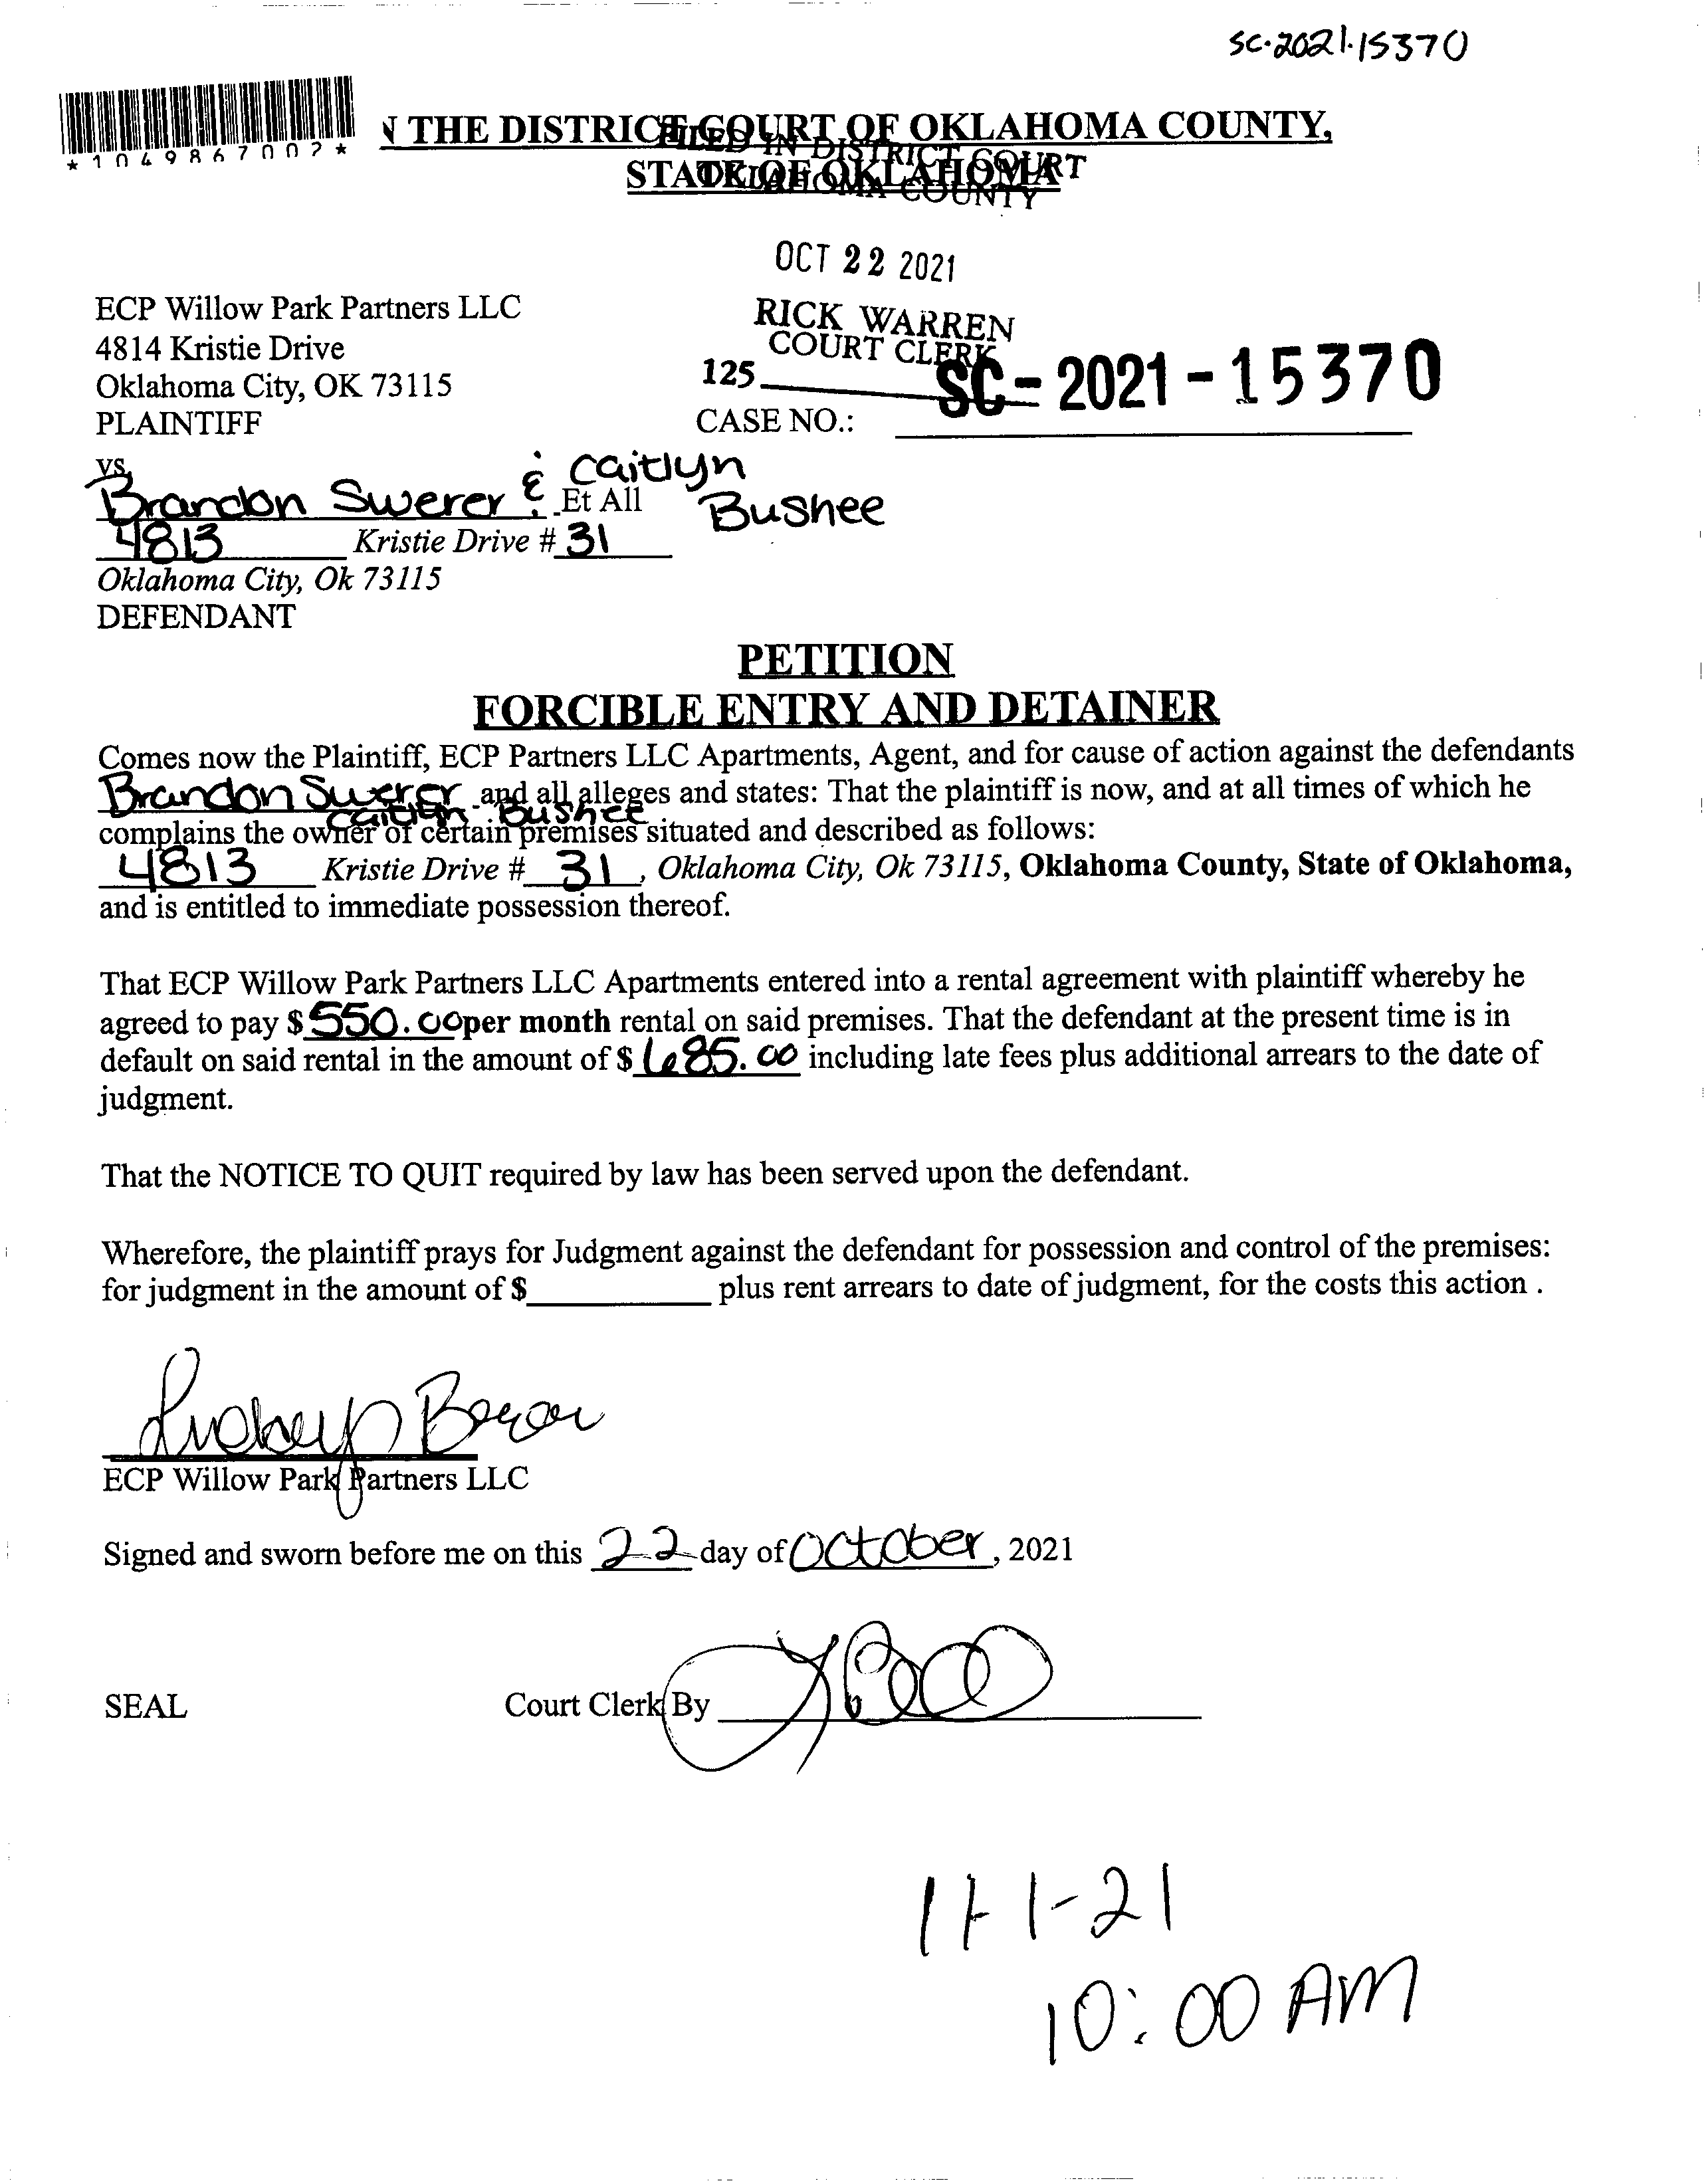 SC-2021-15370
*1049867002*
N THE DISTRICT COURT OF OKLAHOMA COUNTY,
STATE OF OKLAHOMA
FILED IN DISTRICT COURT
OKLAHOMA COUNTY
OCT 22 2021
RICK WARREN
COURT CLERK
125
ECP Willow Park Partners LLC
4814 Kristie Drive
Oklahoma City, OK 73115
PLAINTIFF
CASE NO.: SC-2021-15370
vs.
Brandon Swerer & Caitlyn Bushee
Et All
4813 Kristie Drive # 31
Oklahoma City, Ok 73115
DEFENDANT
PETITION
FORCIBLE ENTRY AND DETAINER
Comes now the Plaintiff, ECP Partners LLC Apartments, Agent, and for cause of action against the defendants
Brandon Swerer and all alleges and states: That the plaintiff is now, and at all times of which he
Caitlyn Bushee
complains the owner of certain premises situated and described as follows:
4813 Kristie Drive # 31, Oklahoma City, Ok 73115, Oklahoma County, State of Oklahoma,
and is entitled to immediate possession thereof.
That ECP Willow Park Partners LLC Apartments entered into a rental agreement with plaintiff whereby he
agreed to pay $550.00 per month rental on said premises. That the defendant at the present time is in
default on said rental in the amount of $685.00 including late fees plus additional arrears to the date of
judgment.
That the NOTICE TO QUIT required by law has been served upon the defendant.
Wherefore, the plaintiff prays for Judgment against the defendant for possession and control of the premises:
for judgment in the amount of $ plus rent arrears to date of judgment, for the costs this action .
ECP Willow Park Partners LLC
Signed and sworn before me on this 22 day of October, 2021
SEAL Court Clerk By
11-1-21
10:00 AM